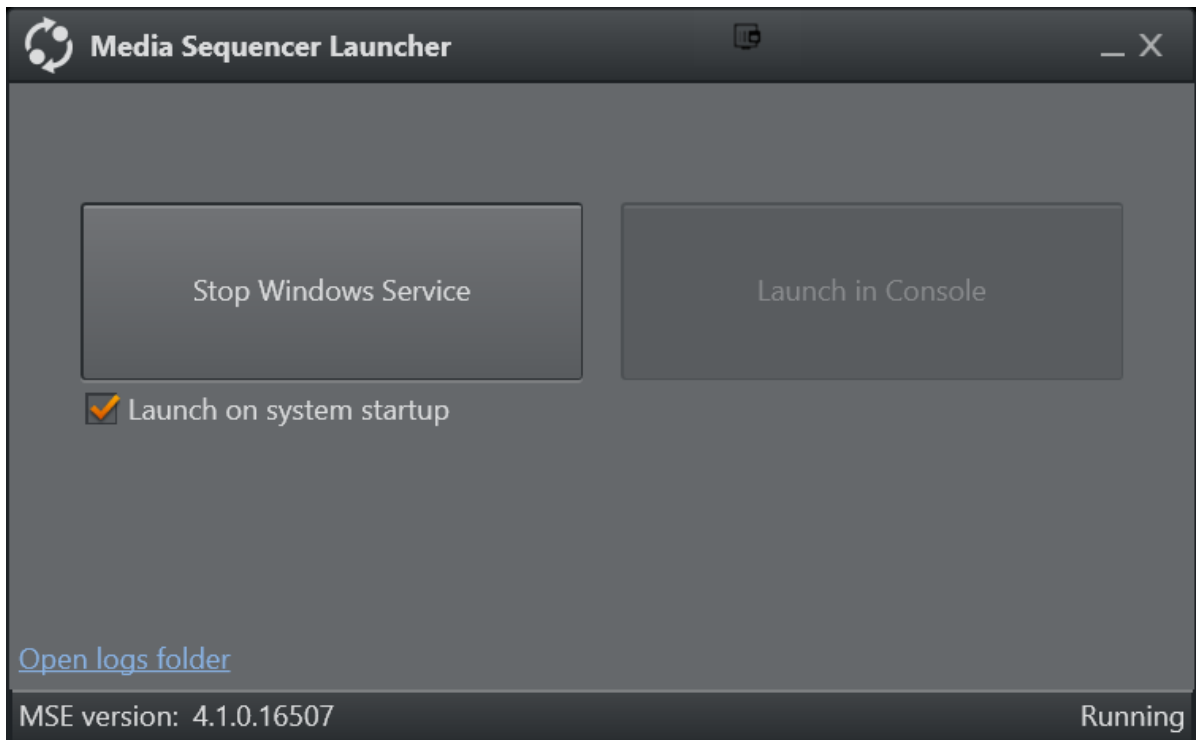 Media Sequencer Launcher
Stop Windows Service
Launch in Console
Launch on system startup
Open logs folder
MSE version: 4.1.0.16507
Running